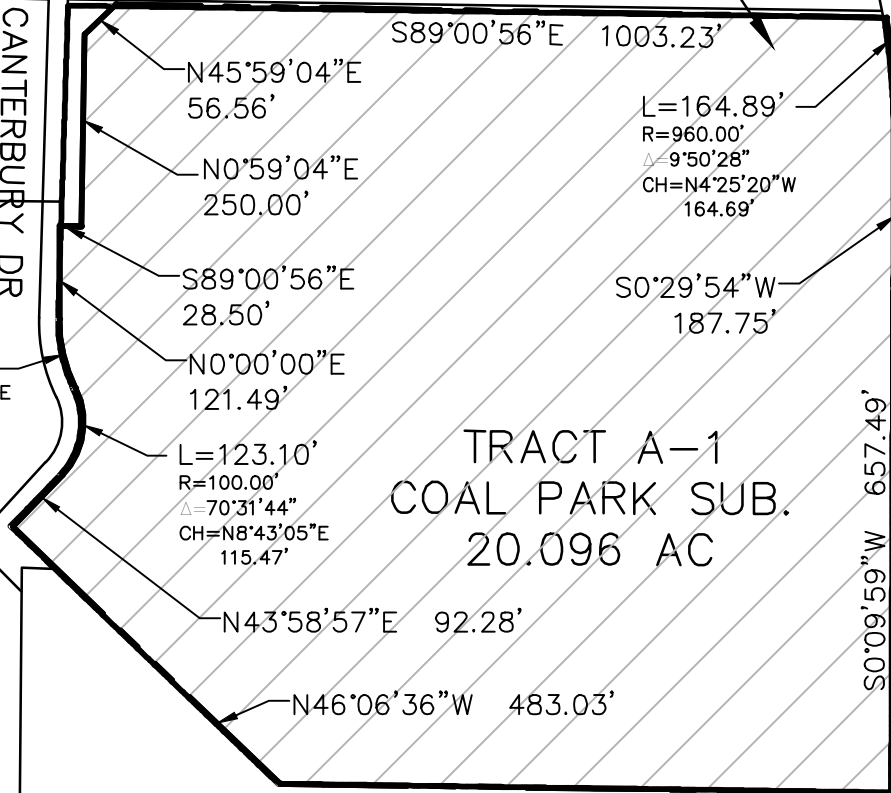 S89°00'56"E 1003.23'
CANTERBURY DR
N45°59'04"E
56.56'
L=164.89'
R=960.00'
Δ=9°50'28"
CH=N4°25'20"W
164.69'
N0°59'04"E
250.00'
S89°00'56"E
28.50'
S0°29'54"W
187.75'
N0°00'00"E
121.49'
E
L=123.10'
R=100.00'
Δ=70°31'44"
CH=N8°43'05"E
115.47'
TRACT A-1
COAL PARK SUB.
20.096 AC
S0°09'59"W 657.49'
N43°58'57"E 92.28'
N46°06'36"W 483.03'